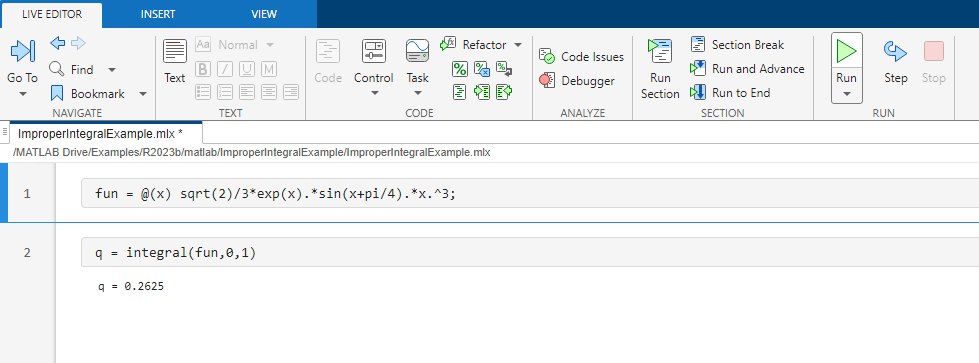 LIVE EDITOR INSERT VIEW
Go To
Find
Bookmark
NAVIGATE
Text
Aa Normal
B I U M
TEXT
Code
Control
Task
Refactor
CODE
Code Issues
Debugger
ANALYZE
Run
Section
Section Break
Run and Advance
Run to End
SECTION
Run
Step
Stop
RUN
ImproperIntegralExample.mlx *
/MATLAB Drive/Examples/R2023b/matlab/ImproperIntegralExample/ImproperIntegralExample.mlx
1 fun = @(x) sqrt(2)/3*exp(x).*sin(x+pi/4).*x.^3;
2 q = integral(fun,0,1)
q = 0.2625